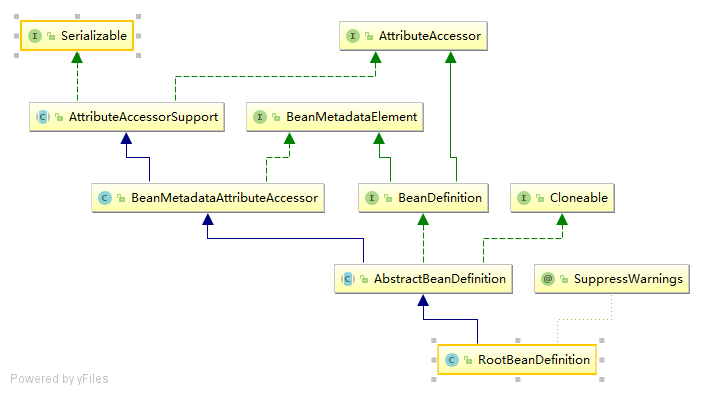 Serializable
AttributeAccessor
AttributeAccessorSupport
BeanMetadataElement
BeanMetadataAttributeAccessor
BeanDefinition
Cloneable
AbstractBeanDefinition
SuppressWarnings
RootBeanDefinition
Powered by yFiles